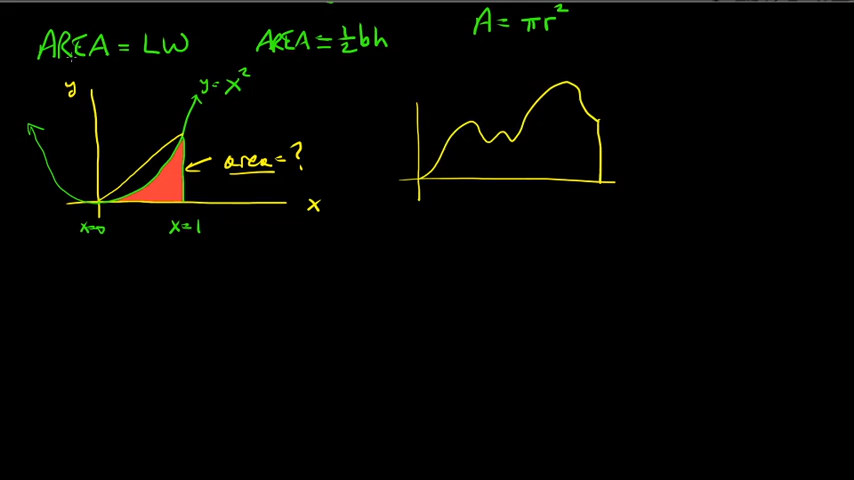 AREA = LW
AREA = ½bh
A = πr²
y
y = x²
area = ?
x
x=0
x=1